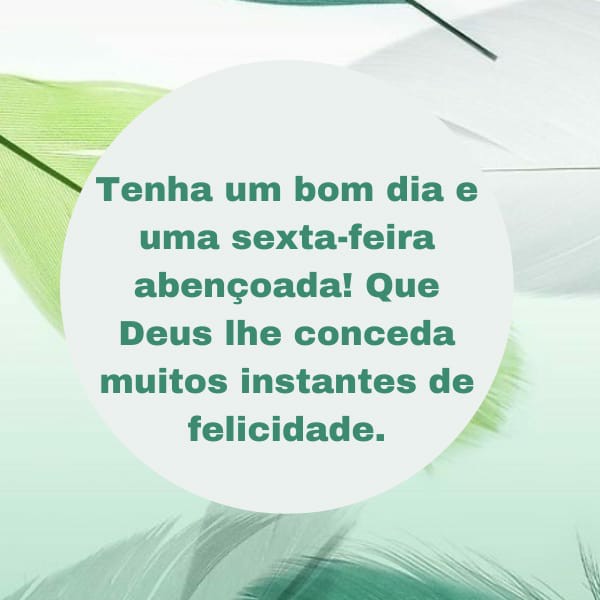 Tenha um bom dia e
uma sexta-feira
abençoada! Que
Deus lhe conceda
muitos instantes de
felicidade.